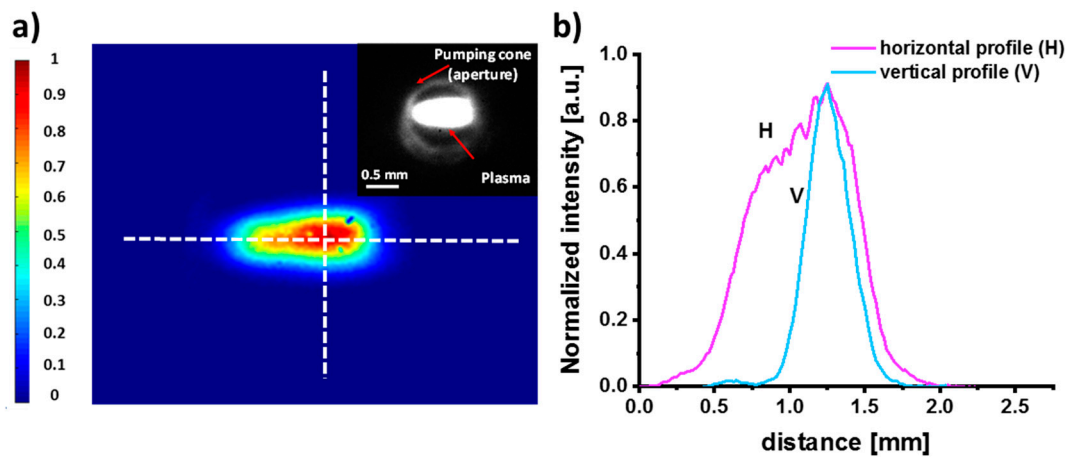 a)
1
0.9
0.8
0.7
0.6
0.5
0.4
0.3
0.2
0.1
0
Pumping cone
(aperture)
0.5 mm
Plasma
b)
horizontal profile (H)
vertical profile (V)
H
V
Normalized intensity [a.u.]
1.0
0.8
0.6
0.4
0.2
0.0
0.0
0.5
1.0
1.5
2.0
2.5
distance [mm]